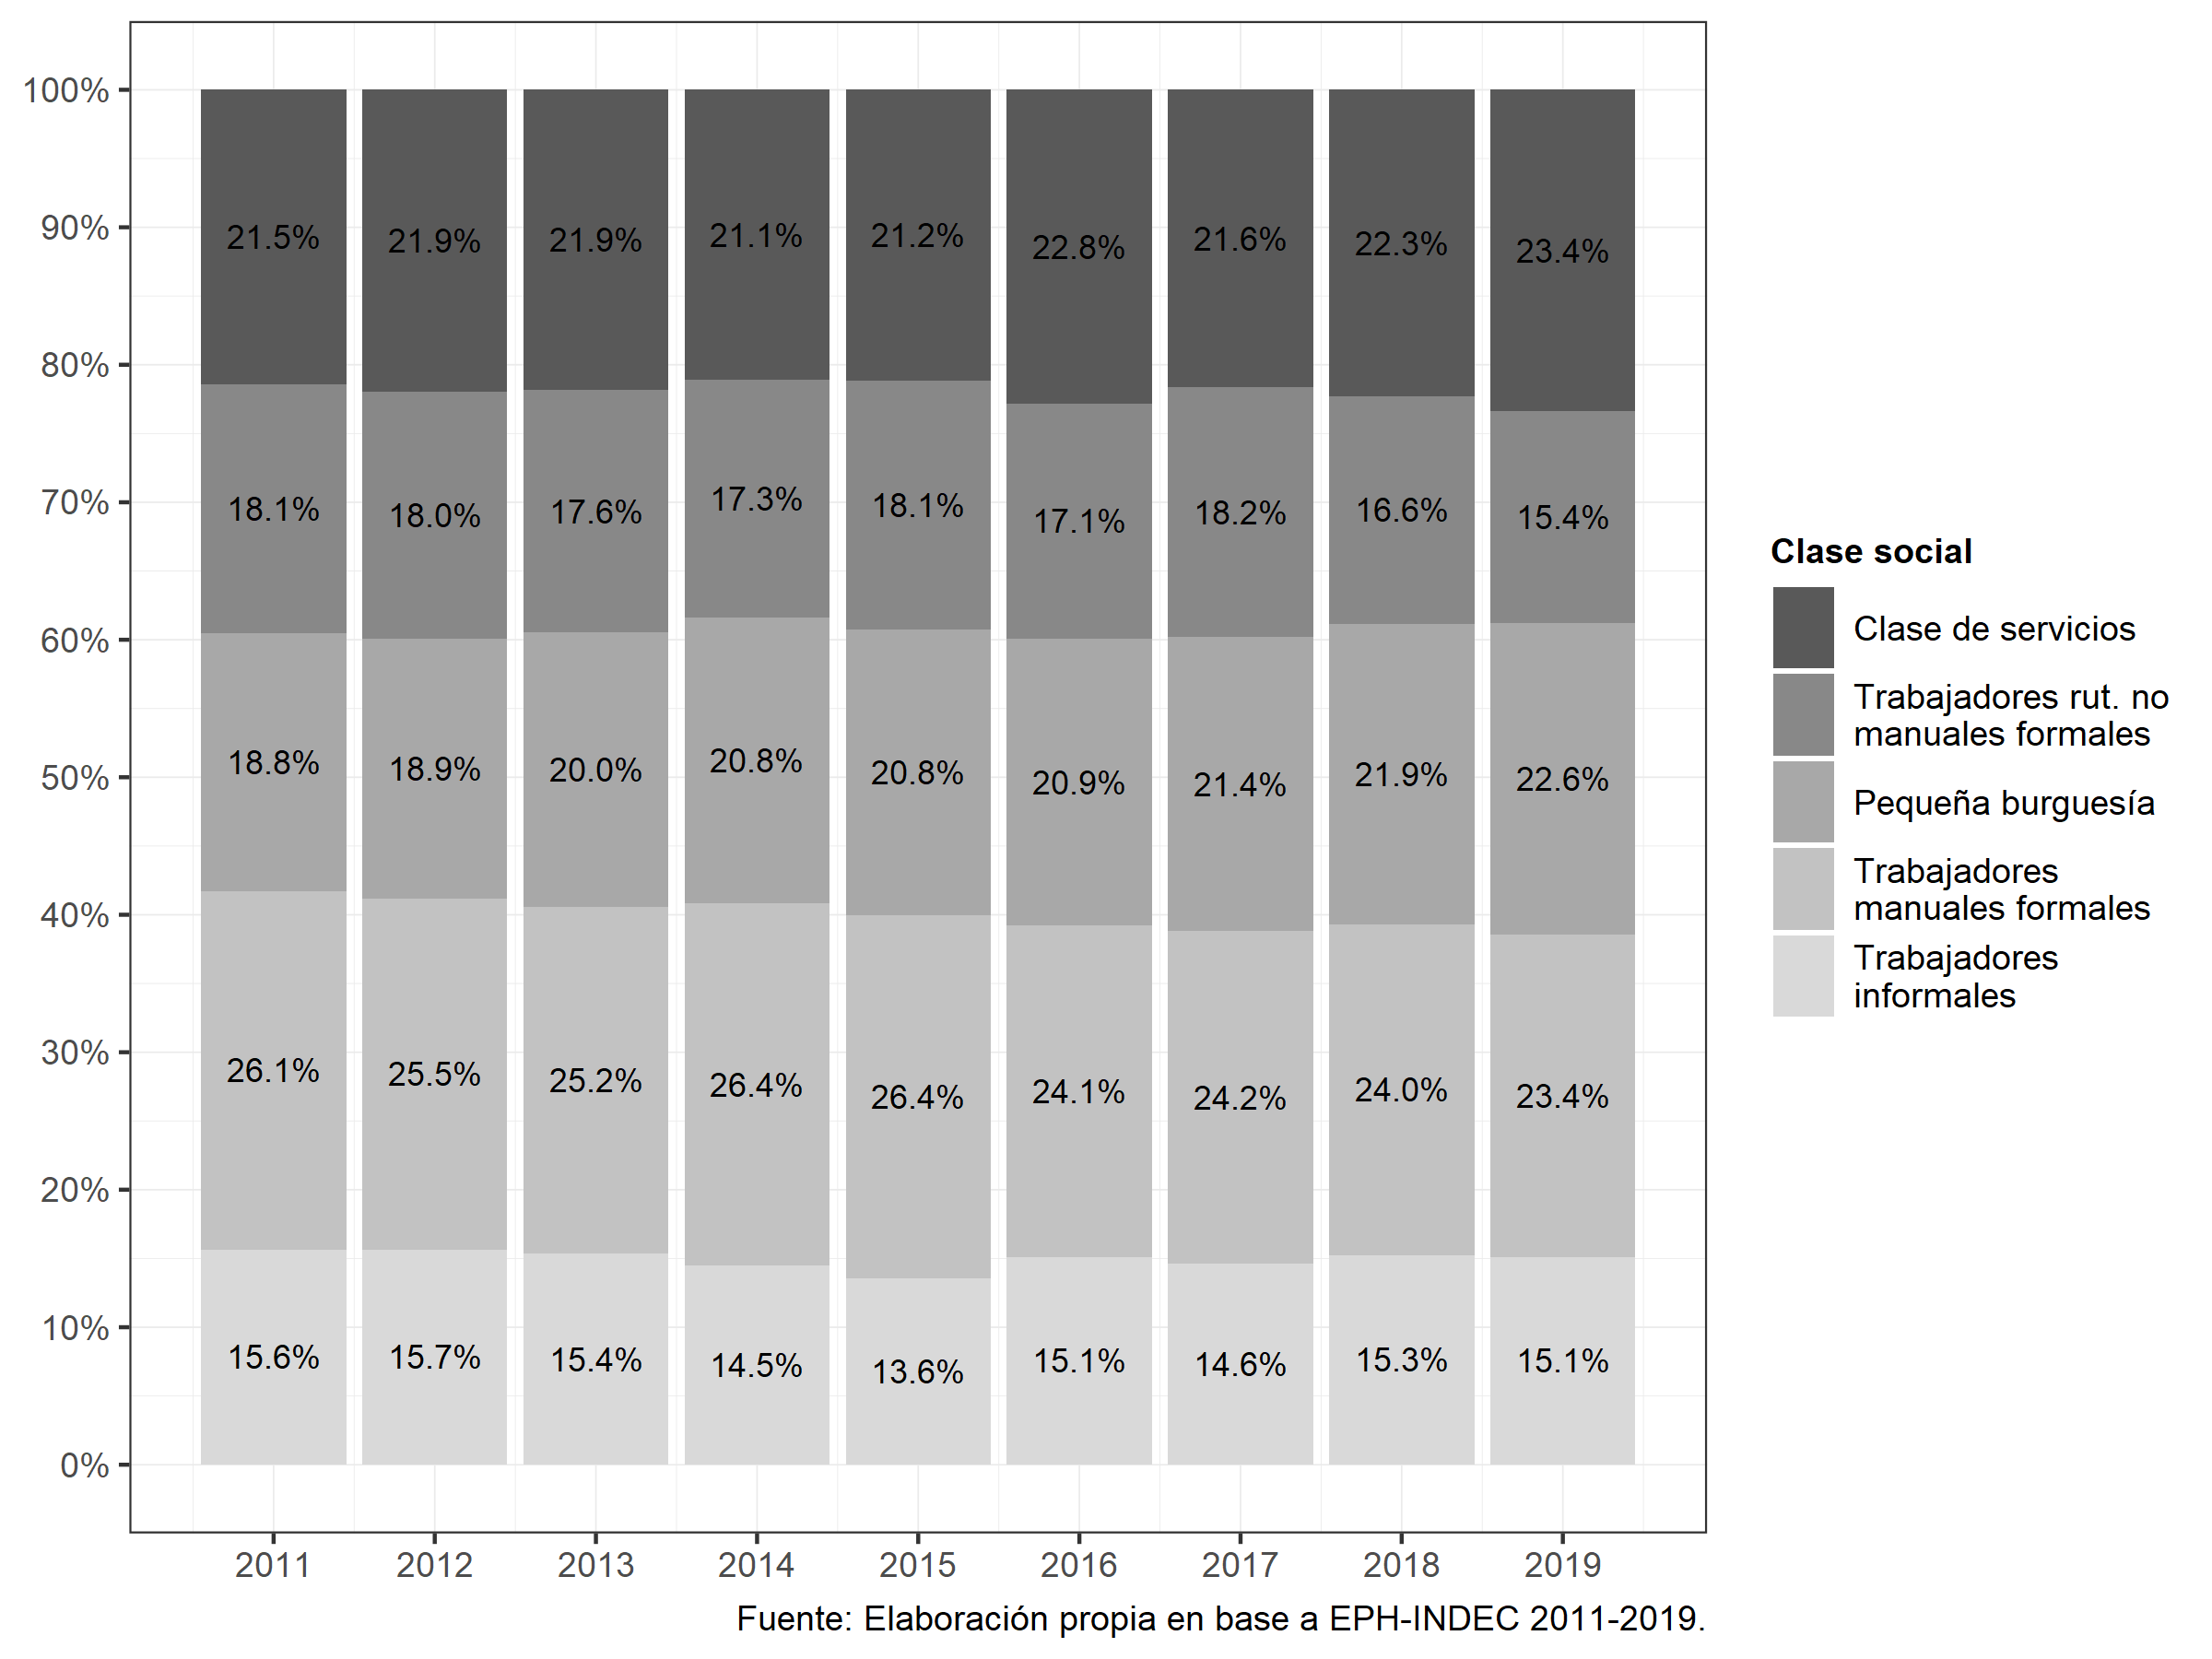 100%
90%
80%
70%
60%
50%
40%
30%
20%
10%
0%
21.5% 21.9% 21.9% 21.1% 21.2% 22.8% 21.6% 22.3% 23.4%
18.1% 18.0% 17.6% 17.3% 18.1% 17.1% 18.2% 16.6% 15.4%
18.8% 18.9% 20.0% 20.8% 20.8% 20.9% 21.4% 21.9% 22.6%
26.1% 25.5% 25.2% 26.4% 26.4% 24.1% 24.2% 24.0% 23.4%
15.6% 15.7% 15.4% 14.5% 13.6% 15.1% 14.6% 15.3% 15.1%
2011 2012 2013 2014 2015 2016 2017 2018 2019
Clase social
Clase de servicios
Trabajadores rut. no
manuales formales
Pequeña burguesía
Trabajadores
manuales formales
Trabajadores
informales
Fuente: Elaboración propia en base a EPH-INDEC 2011-2019.